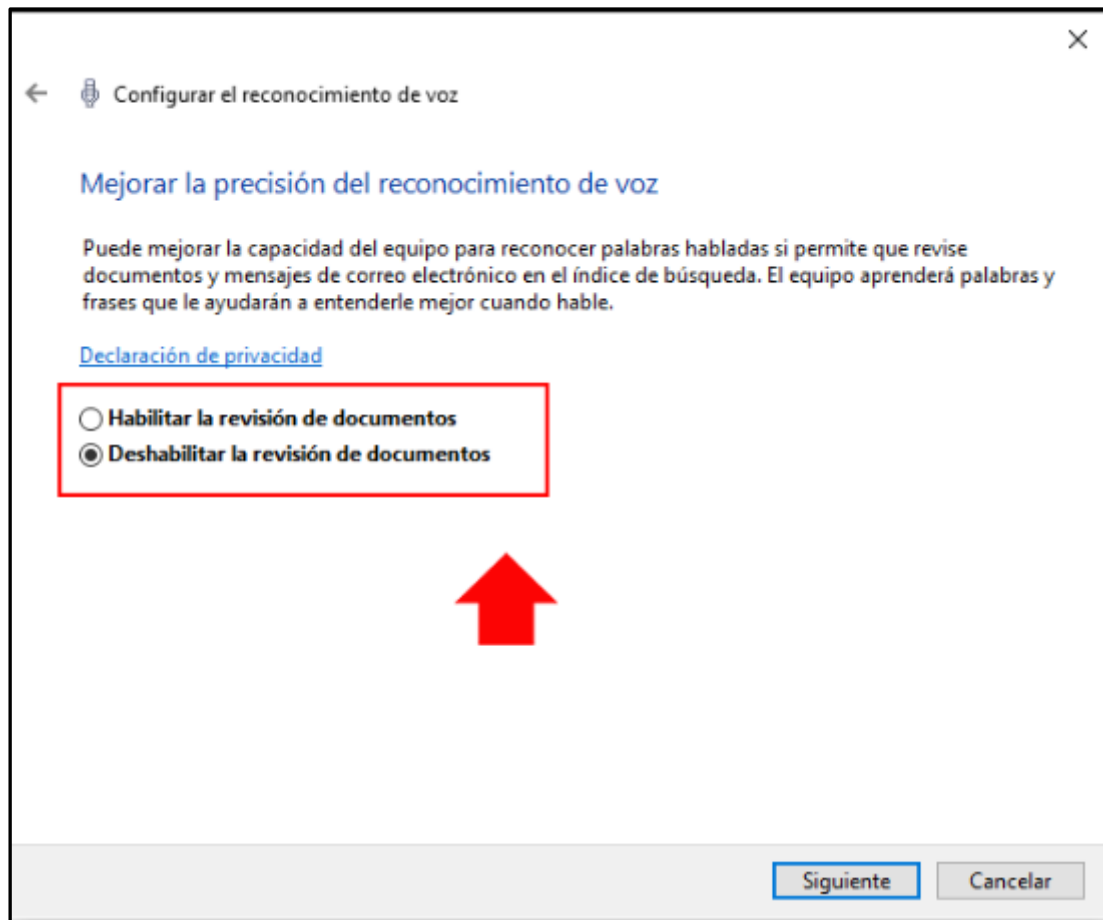 Configurar el reconocimiento de voz
Mejorar la precisión del reconocimiento de voz
Puede mejorar la capacidad del equipo para reconocer palabras habladas si permite que revise
documentos y mensajes de correo electrónico en el índice de búsqueda. El equipo aprenderá palabras y
frases que le ayudarán a entenderle mejor cuando hable.
Declaración de privacidad
Habilitar la revisión de documentos
Deshabilitar la revisión de documentos
Siguiente Cancelar